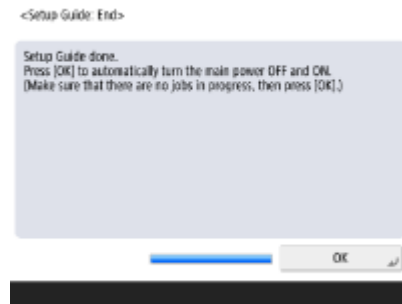 <Setup Guide: End>
Setup Guide done.
Press [OK] to automatically turn the main power OFF and ON.
(Make sure that there are no jobs in progress, then press [OK].)
OK